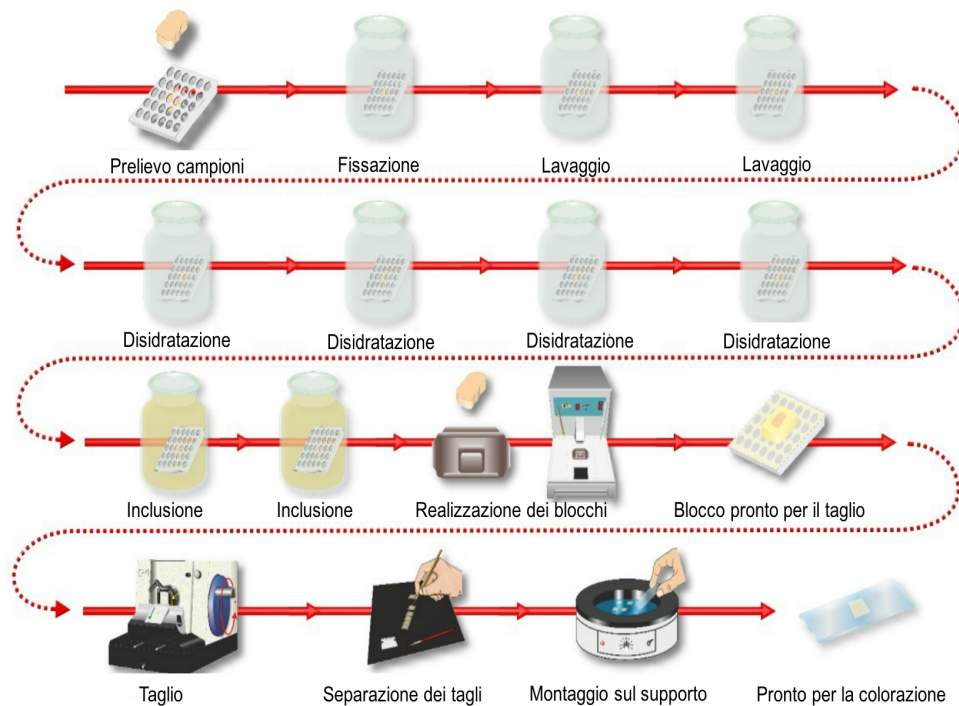 Prelievo campioni
Fissazione
Lavaggio
Lavaggio
Disidratazione
Disidratazione
Disidratazione
Disidratazione
Inclusione
Inclusione
Realizzazione dei blocchi
Blocco pronto per il taglio
Taglio
Separazione dei tagli
Montaggio sul supporto
Pronto per la colorazione